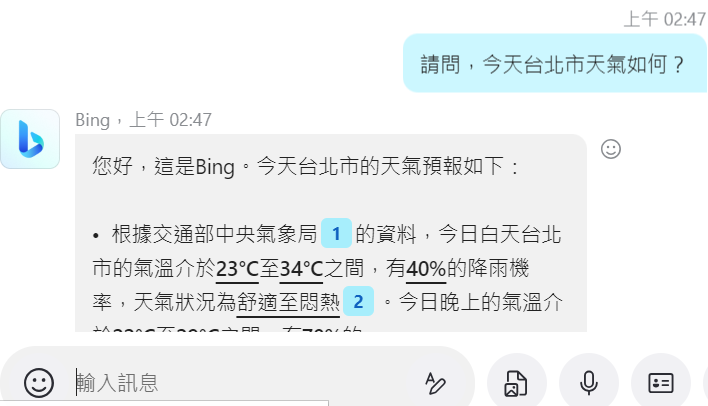 上午 02:47
請問，今天台北市天氣如何？
Bing，上午 02:47
您好，這是Bing。今天台北市的天氣預報如下：
• 根據交通部中央氣象局 1 的資料，今日白天台北
市的氣溫介於23°C至34°C之間，有40%的降雨機
率，天氣狀況為舒適至悶熱 2 。今日晚上的氣溫介
輸入訊息